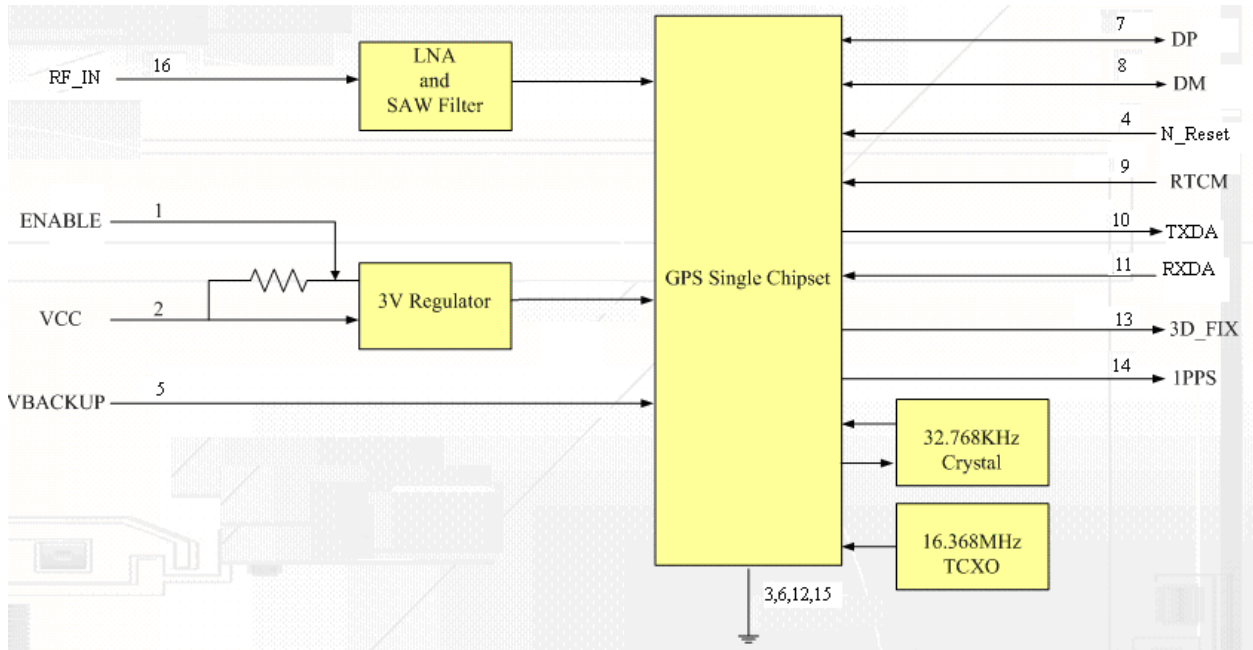 RF_IN
16
LNA
and
SAW Filter
ENABLE
1
3V Regulator
VCC
2
VBACKUP
5
GPS Single Chipset
7
DP
8
DM
4
N_Reset
9
RTCM
10
TXDA
11
RXDA
13
3D_FIX
14
1PPS
32.768KHz
Crystal
16.368MHz
TCXO
3,6,12,15